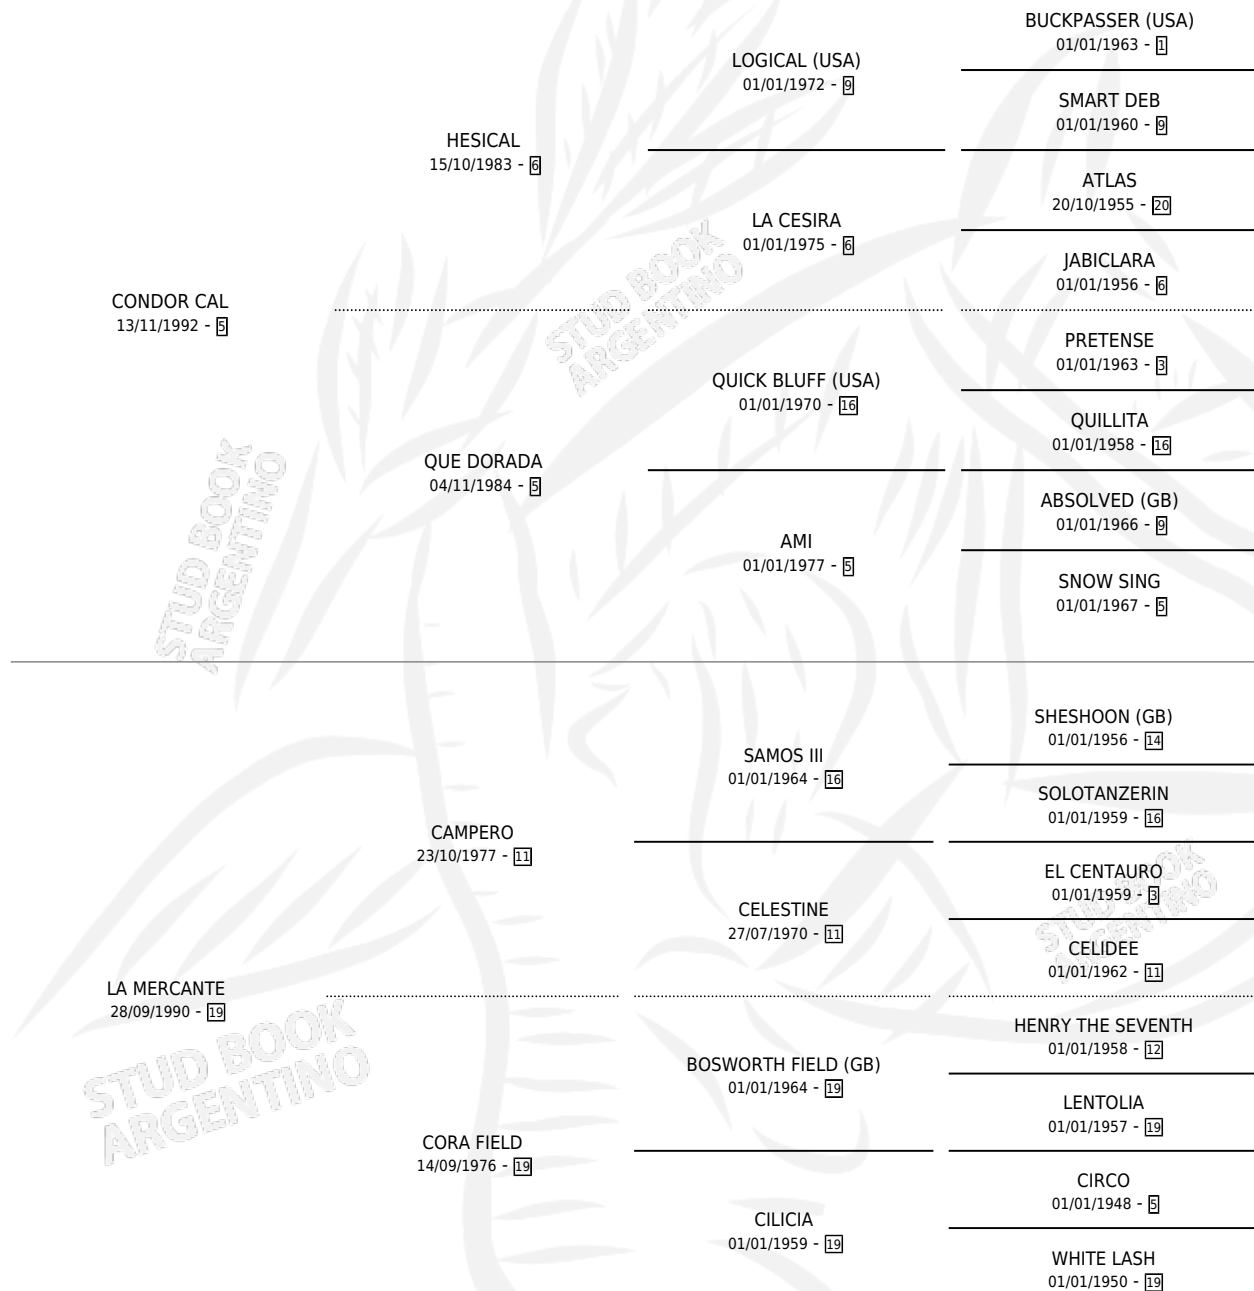 BUCKPASSER (USA)
01/01/1963 - 1
LOGICAL (USA)
01/01/1972 - 9
SMART DEB
01/01/1960 - 9
HESICAL
15/10/1983 - 6
ATLAS
20/10/1955 - 20
LA CESIRA
01/01/1975 - 6
JABICLARA
01/01/1956 - 6
CONDOR CAL
13/11/1992 - 5
STUD BOOK
ARGENTINO
PRETENSE
01/01/1963 - 3
QUICK BLUFF (USA)
01/01/1970 - 16
QUILLITA
01/01/1958 - 16
QUE DORADA
04/11/1984 - 5
ABSOLVED (GB)
01/01/1966 - 9
AMI
01/01/1977 - 5
SNOW SING
01/01/1967 - 5
STUD BOOK
ARGENTINO
SHESHOON (GB)
01/01/1956 - 14
SAMOS III
01/01/1964 - 16
SOLOTANZERIN
01/01/1959 - 16
CAMPERO
23/10/1977 - 11
EL CENTAURO
01/01/1959 - 3
CELESTINE
27/07/1970 - 11
STUD BOOK
ARGENTINO
CELIDEE
01/01/1962 - 11
LA MERCANTE
28/09/1990 - 19
HENRY THE SEVENTH
01/01/1958 - 12
BOSWORTH FIELD (GB)
01/01/1964 - 19
STUD BOOK
ARGENTINO
LENTOLIA
01/01/1957 - 19
CORA FIELD
14/09/1976 - 19
CIRCO
01/01/1948 - 5
CILICIA
01/01/1959 - 19
WHITE LASH
01/01/1950 - 19